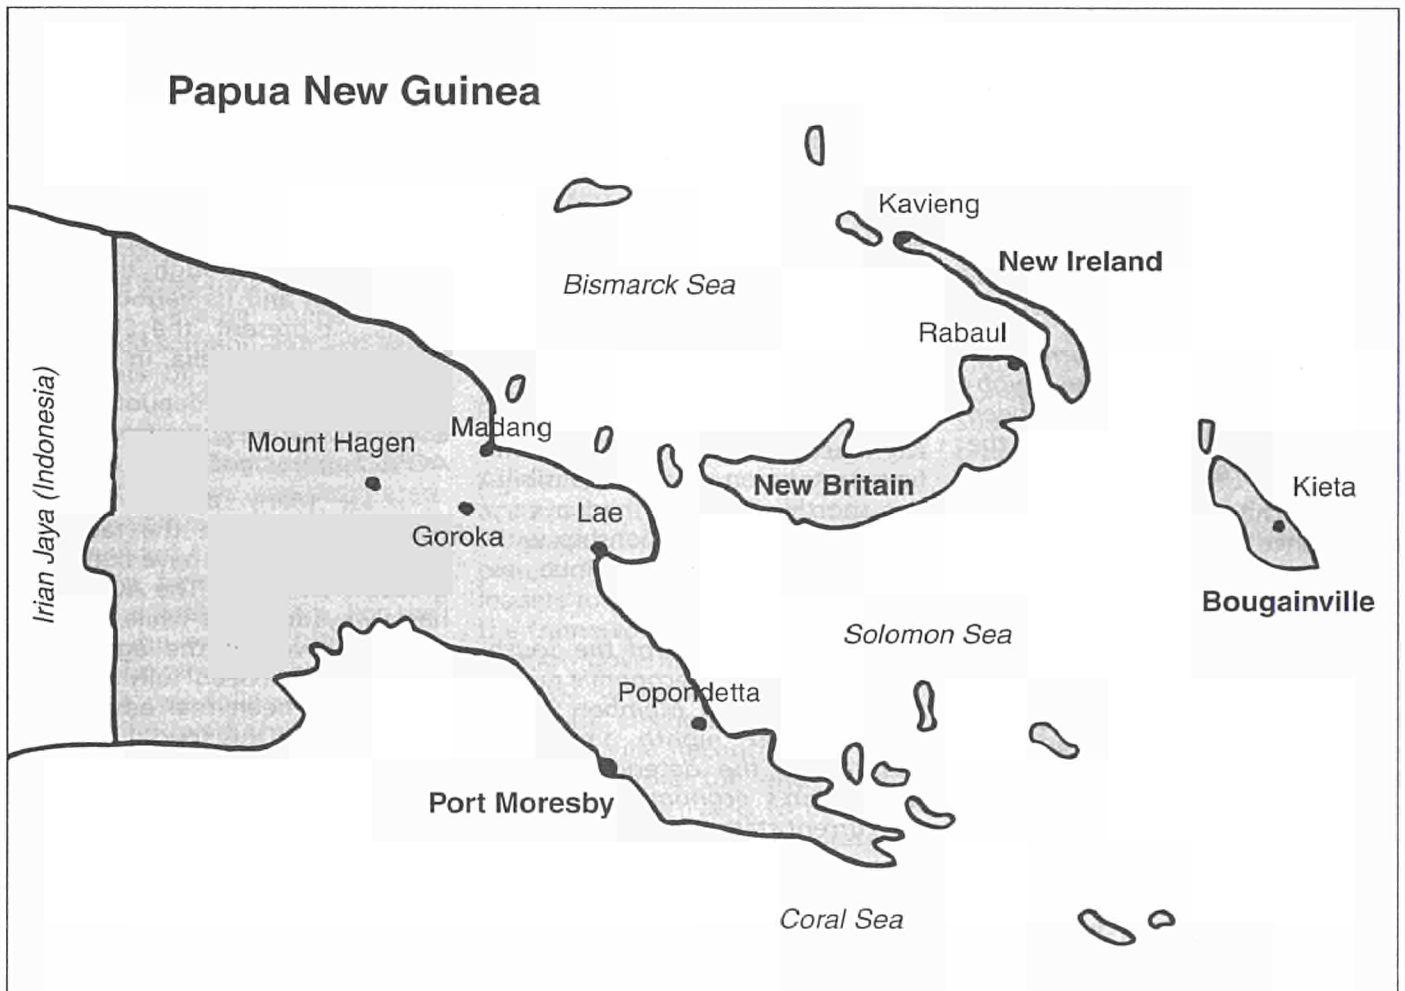 Papua New Guinea
Kavieng
New Ireland
Bismarck Sea
Rabaul
Irian Jaya (Indonesia)
Madang
Mount Hagen
New Britain
Kieta
Lae
Goroka
Bougainville
Solomon Sea
Popondetta
Port Moresby
Coral Sea